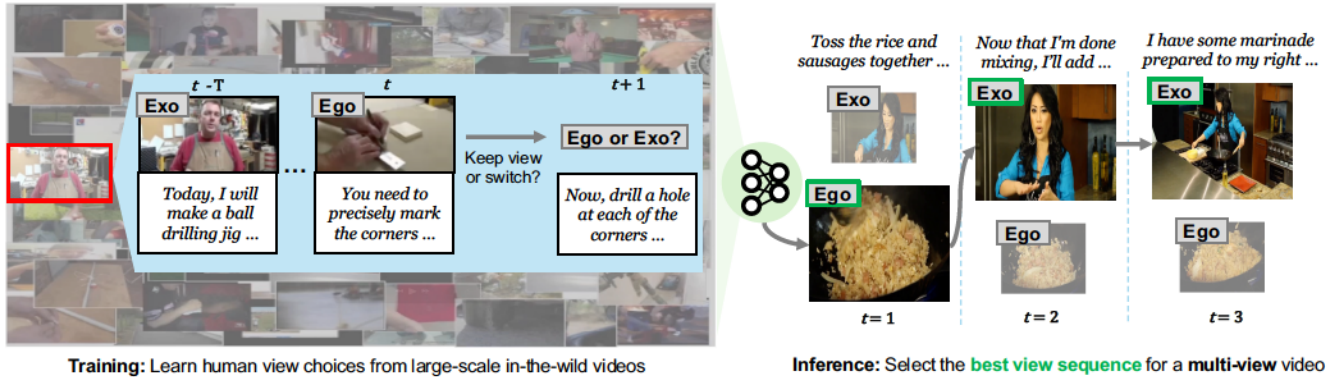 t -T
t
t+1
Exo
Ego
Ego or Exo?
...
Keep view
or switch?
Today, I will
make a ball
drilling jig ...
You need to
precisely mark
the corners ...
Now, drill a hole
at each of the
corners ...
Training: Learn human view choices from large-scale in-the-wild videos
Toss the rice and
sausages together ...
Exo
Ego
t = 1
Now that I'm done
mixing, I'll add ...
Exo
Ego
t = 2
I have some marinade
prepared to my right ...
Exo
Ego
t = 3
Inference: Select the best view sequence for a multi-view video